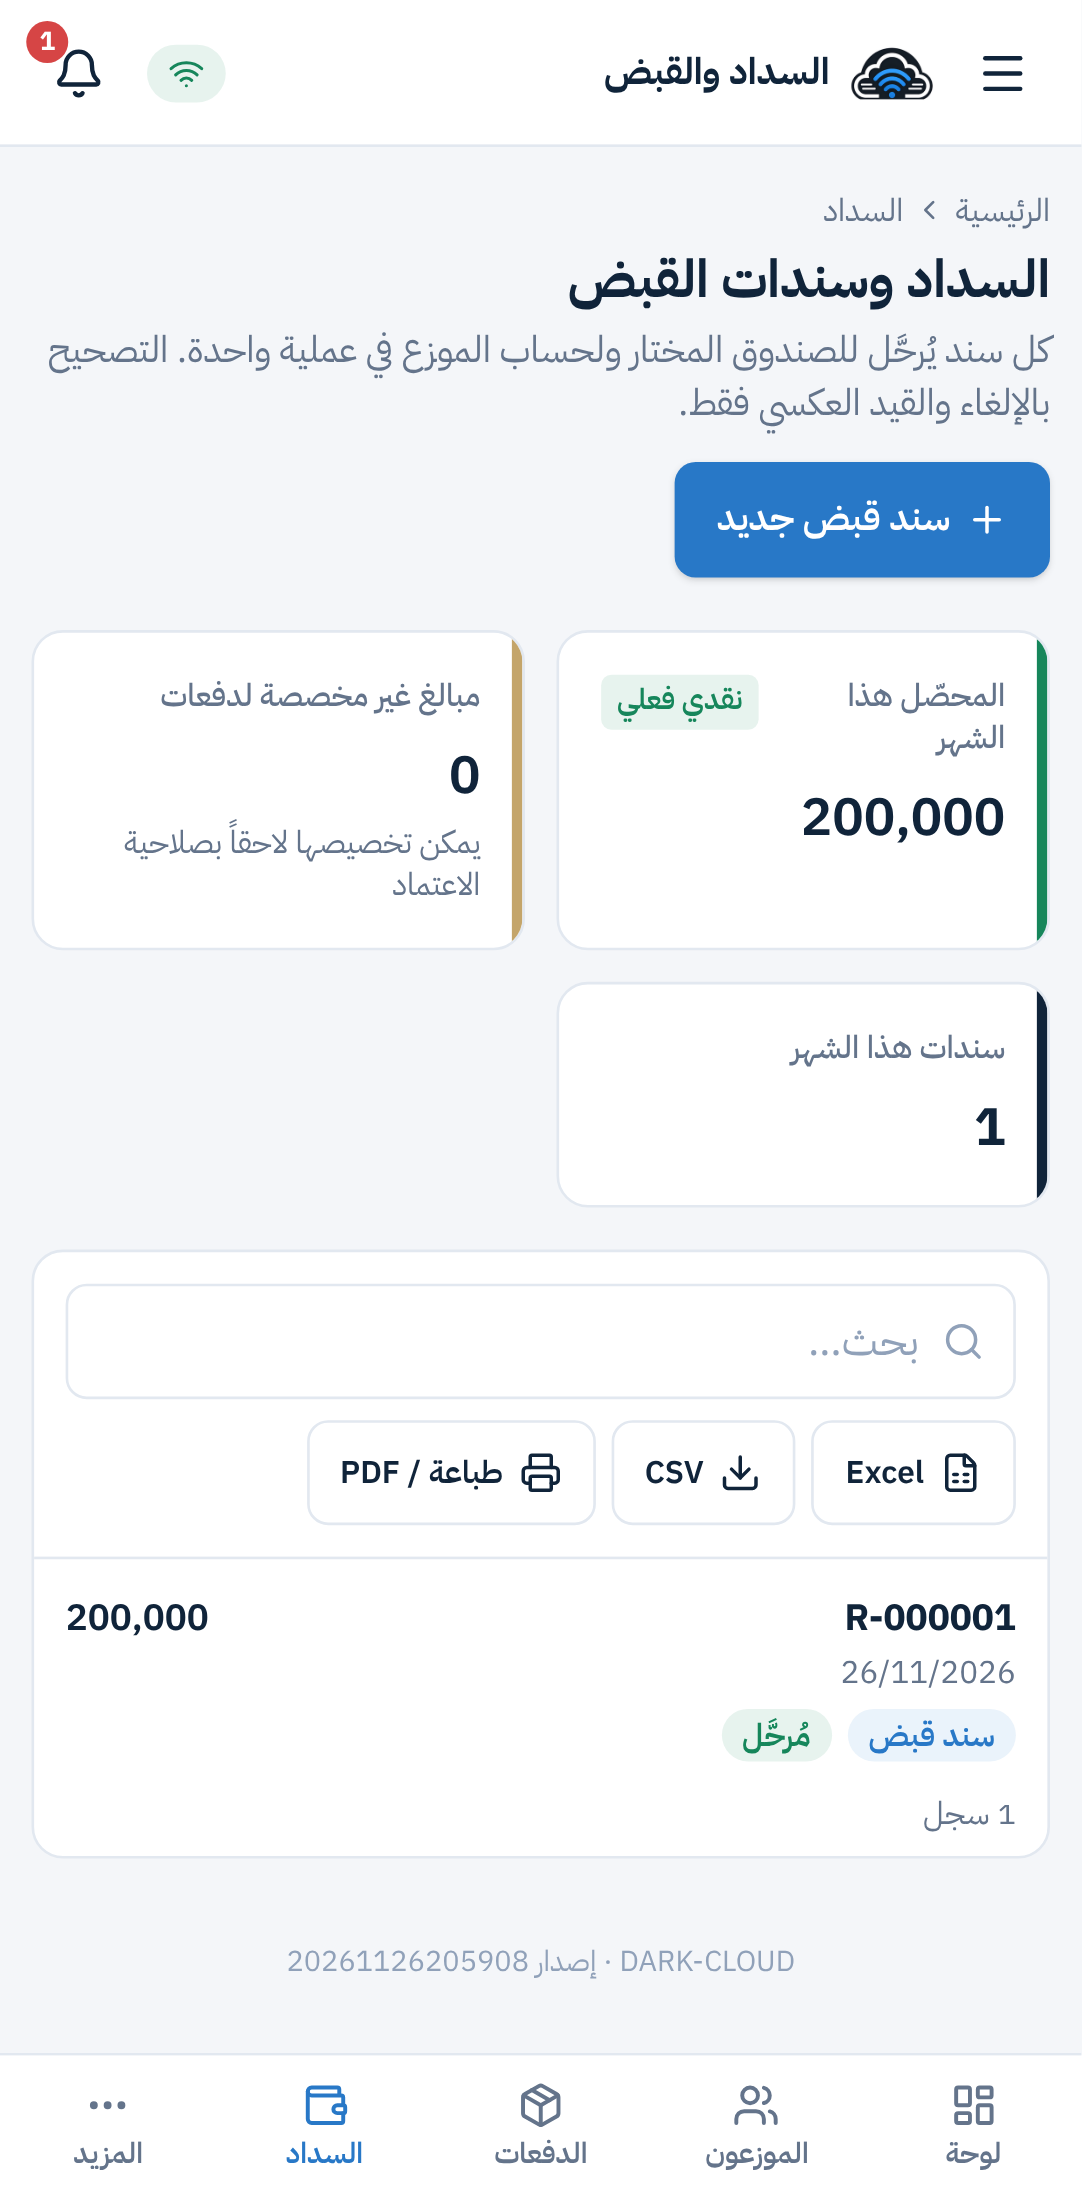 السداد والقبض
1
الرئيسية › السداد
السداد وسندات القبض
كل سند يُرحَّل للصندوق المختار ولحساب الموزع في عملية واحدة. التصحيح
بالإلغاء والقيد العكسي فقط.
+ سند قبض جديد
المحصّل هذا
الشهر
نقدي فعلي
200,000
مبالغ غير مخصصة لدفعات
0
يمكن تخصيصها لاحقاً بصلاحية
الاعتماد
سندات هذا الشهر
1
بحث...
Excel
CSV
طباعة / PDF
R-000001
200,000
26/11/2026
سند قبض
مُرحَّل
1 سجل
DARK-CLOUD · إصدار 20261126205908
لوحة
الموزعون
الدفعات
السداد
المزيد